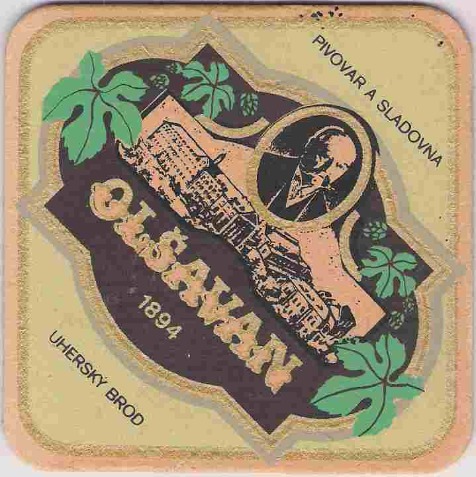 PIVOVAR A SLADOVNA
OLŠAVAN
1894
UHERSKÝ BROD